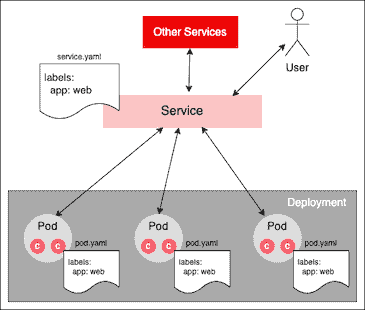 Other Services
User
service.yaml
labels:
app: web
Service
Deployment
Pod
C C
pod.yaml
labels:
app: web
Pod
C C
pod.yaml
labels:
app: web
Pod
C C
pod.yaml
labels:
app: web